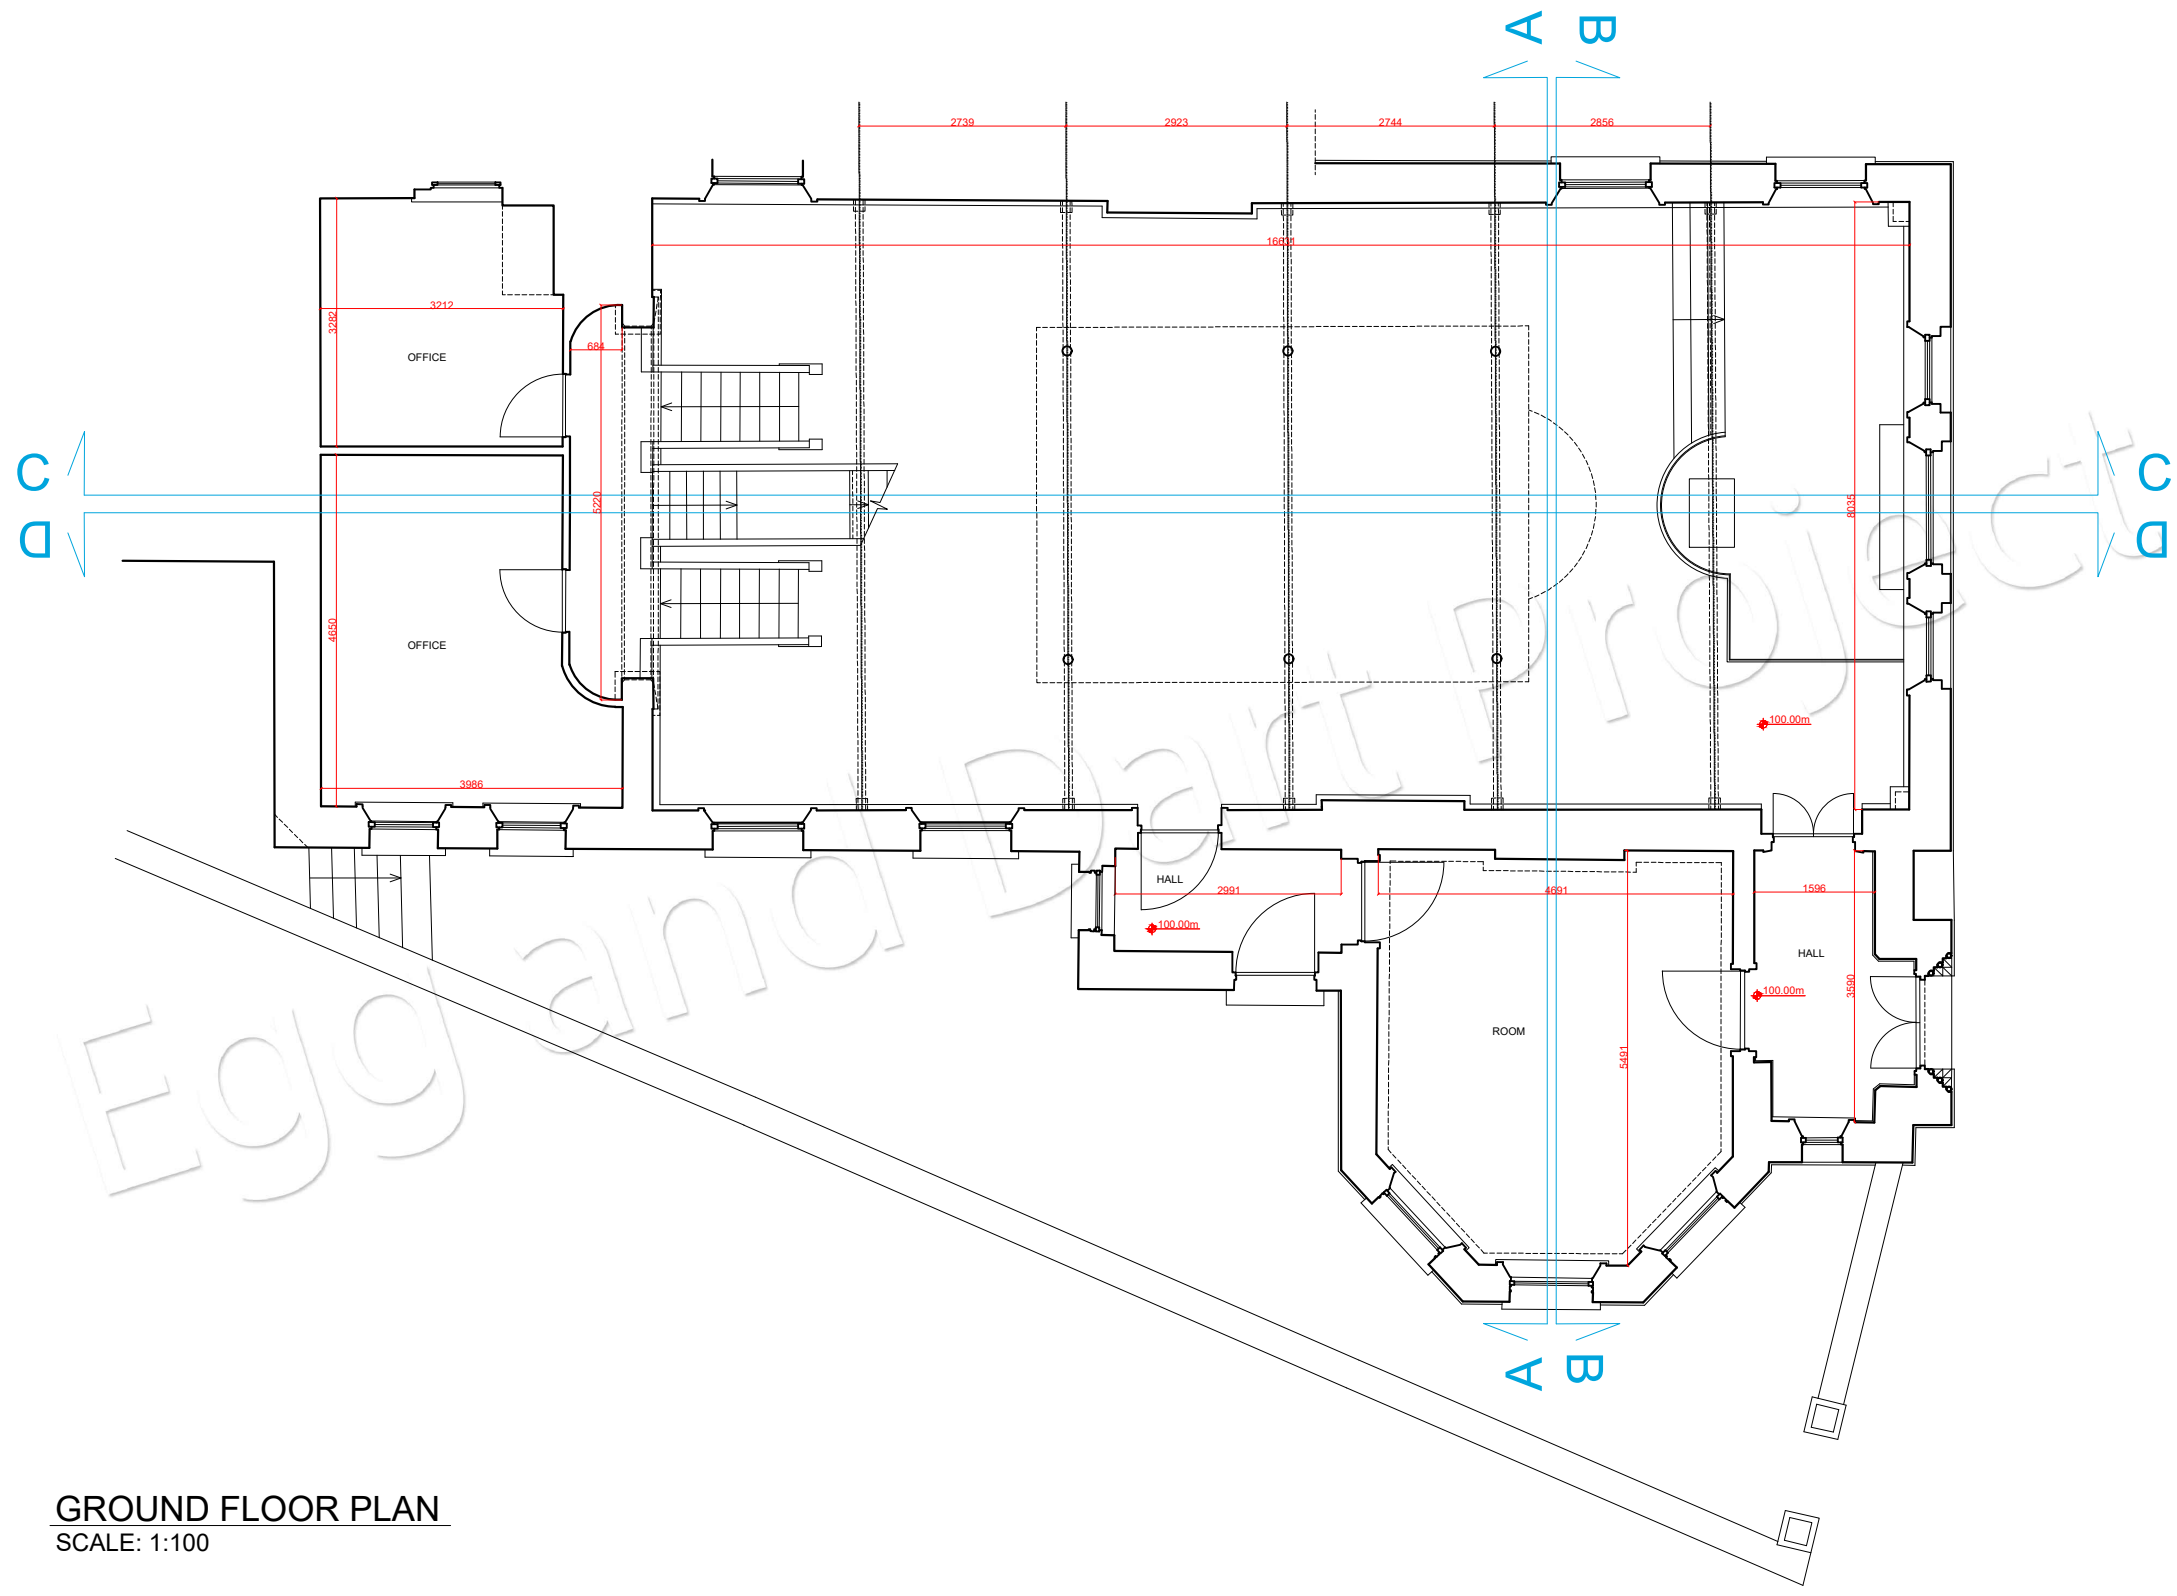 A B
2739 2923 2744 2856
3212
3282
684
OFFICE
C C
5220
8035
D D
4650
OFFICE
100.00m
3986
HALL
2991
4691
1596
100.00m
HALL
3590
100.00m
ROOM
5491
A B
Egg and Dart Project
GROUND FLOOR PLAN
SCALE: 1:100